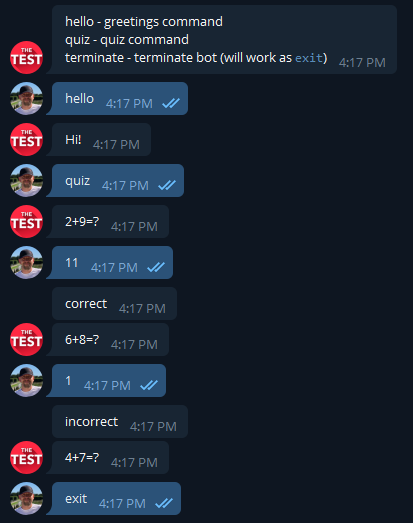 hello - greetings command
quiz - quiz command
terminate - terminate bot (will work as exit) 4:17 PM
THE
TEST
hello 4:17 PM
THE
TEST
Hi! 4:17 PM
quiz 4:17 PM
THE
TEST
2+9=? 4:17 PM
11 4:17 PM
correct 4:17 PM
THE
TEST
6+8=? 4:17 PM
1 4:17 PM
incorrect 4:17 PM
THE
TEST
4+7=? 4:17 PM
exit 4:17 PM